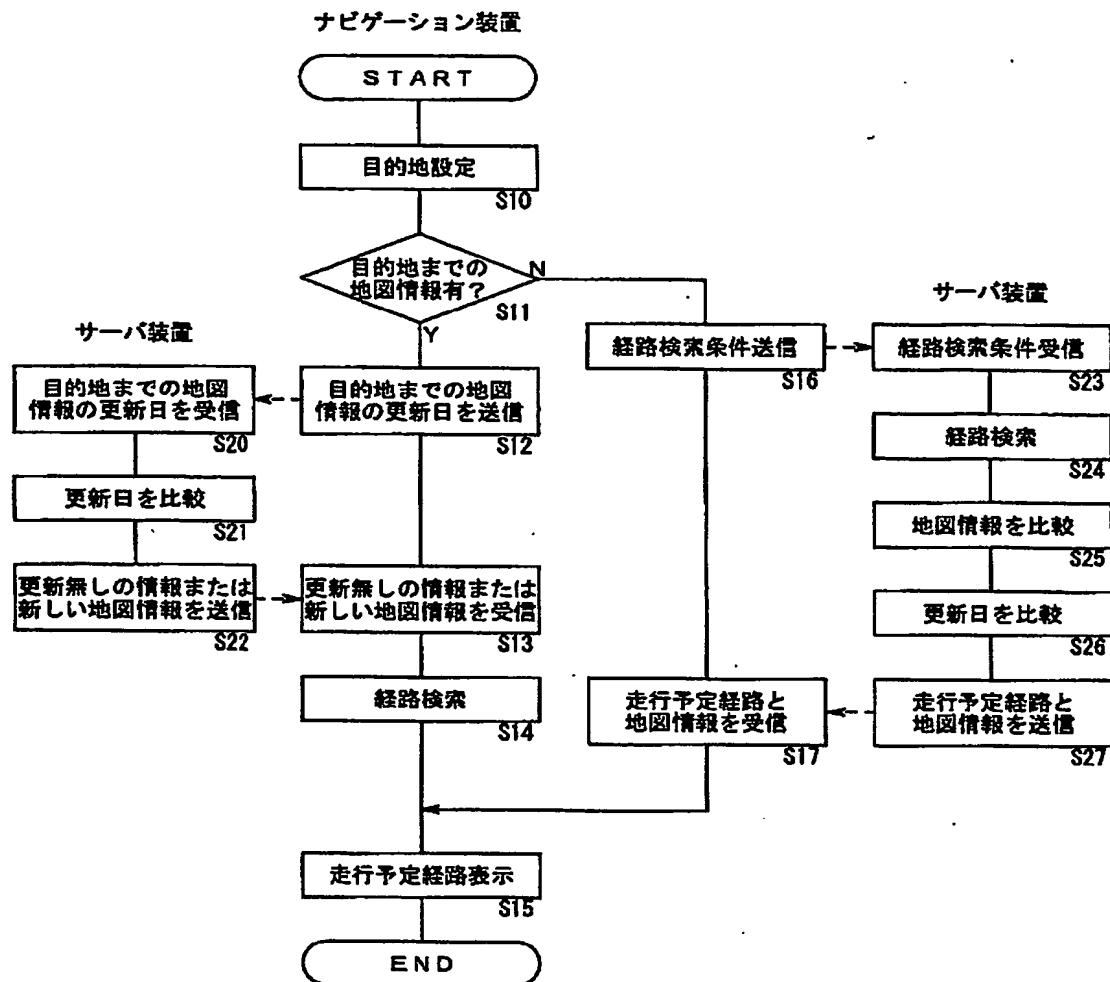 ナビゲーション装置
START
目的地設定
S10
目的地までの
地図情報有?
S11
N
Y
サーバ装置
目的地までの地図
情報の更新日を受信
S20
目的地までの地図
情報の更新日を送信
S12
更新日を比較
S21
更新無しの情報または
新しい地図情報を送信
S22
更新無しの情報または
新しい地図情報を受信
S13
経路検索
S14
サーバ装置
経路検索条件送信
S16
経路検索条件受信
S23
経路検索
S24
地図情報を比較
S25
更新日を比較
S26
走行予定経路と
地図情報を受信
S17
走行予定経路と
地図情報を送信
S27
走行予定経路表示
S15
END